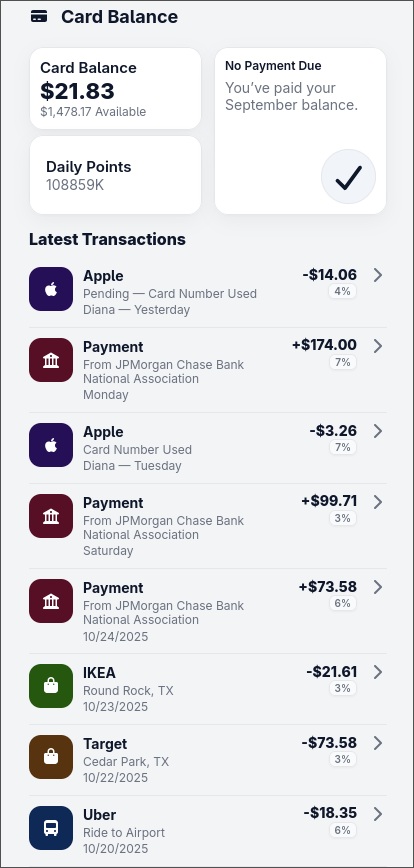 Card Balance
Card Balance
$21.83
$1,478.17 Available
No Payment Due
You’ve paid your
September balance.
Daily Points
108859K
Latest Transactions
Apple
-$14.06
Pending — Card Number Used
4%
Diana — Yesterday
Payment
+$174.00
From JPMorgan Chase Bank
7%
National Association
Monday
Apple
-$3.26
Card Number Used
7%
Diana — Tuesday
Payment
+$99.71
From JPMorgan Chase Bank
3%
National Association
Saturday
Payment
+$73.58
From JPMorgan Chase Bank
6%
National Association
10/24/2025
IKEA
-$21.61
Round Rock, TX
3%
10/23/2025
Target
-$73.58
Cedar Park, TX
3%
10/22/2025
Uber
-$18.35
Ride to Airport
6%
10/20/2025